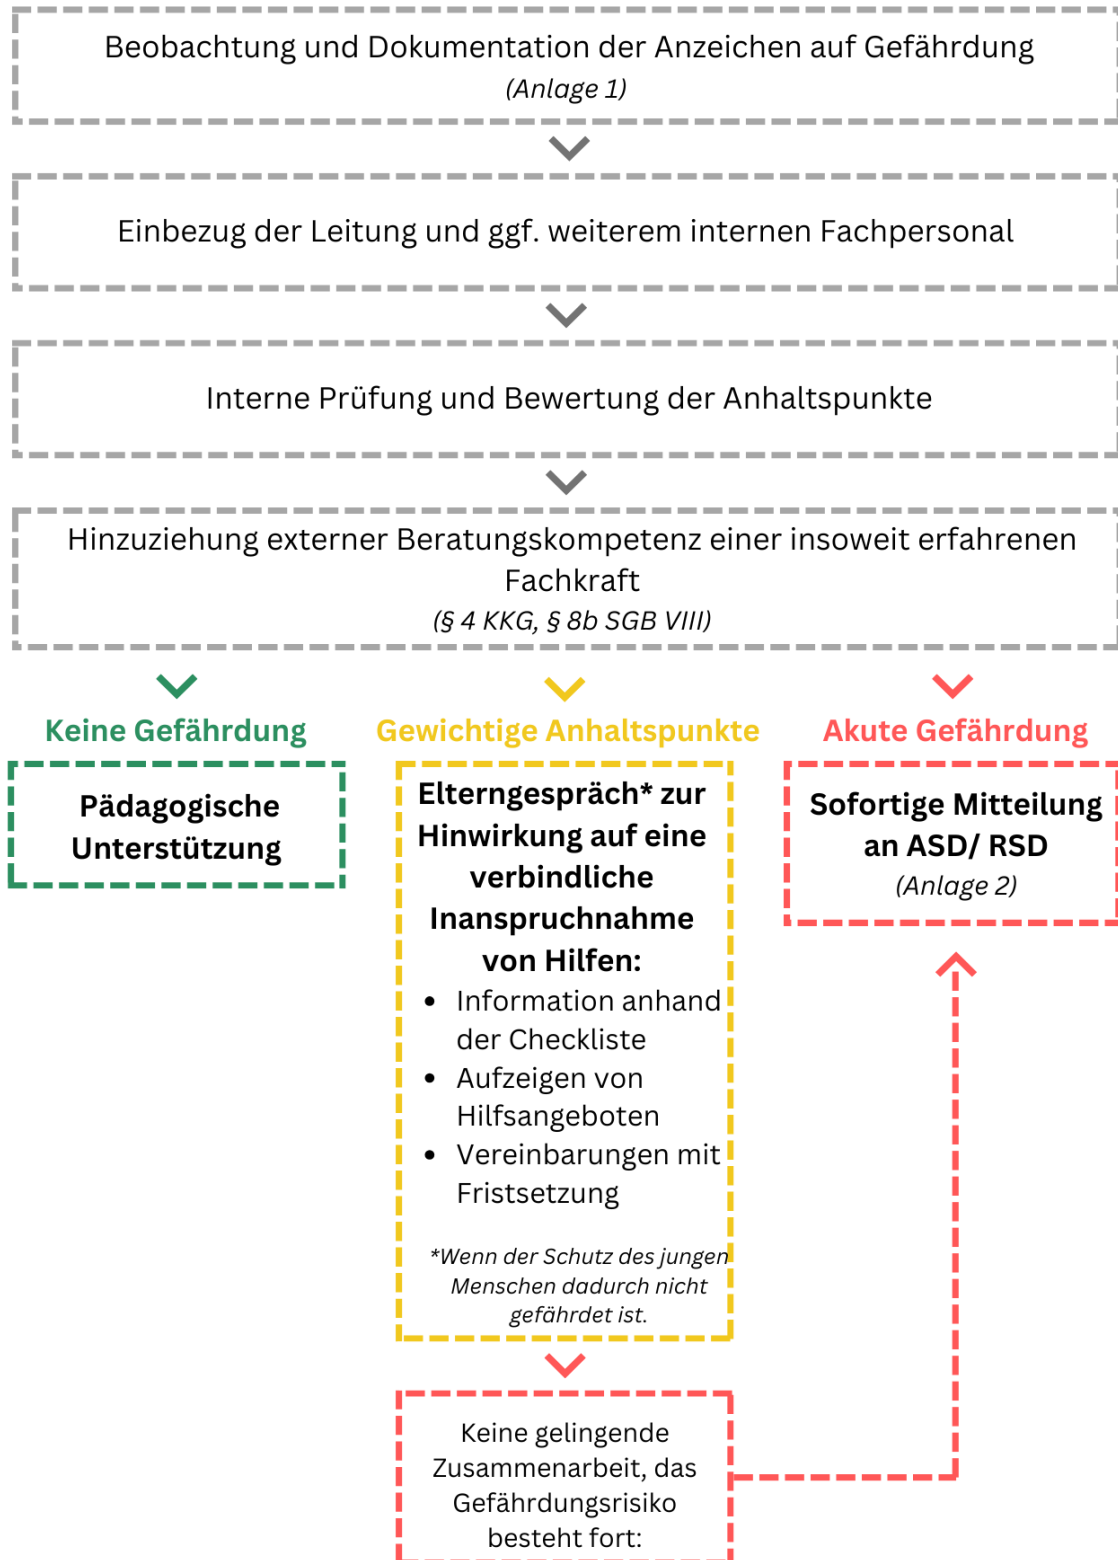 Beobachtung und Dokumentation der Anzeichen auf Gefährdung
(Anlage 1)
Einbezug der Leitung und ggf. weiterem internen Fachpersonal
Interne Prüfung und Bewertung der Anhaltspunkte
Hinzuziehung externer Beratungskompetenz einer insoweit erfahrenen
Fachkraft
(§ 4 KKG, § 8b SGB VIII)
Keine Gefährdung
Pädagogische
Unterstützung
Gewichtige Anhaltspunkte
Elterngespräch* zur
Hinwirkung auf eine
verbindliche
Inanspruchnahme
von Hilfen:
• Information anhand
der Checkliste
• Aufzeigen von
Hilfsangeboten
• Vereinbarungen mit
Fristsetzung
*Wenn der Schutz des jungen
Menschen dadurch nicht
gefährdet ist.
Akute Gefährdung
Sofortige Mitteilung
an ASD/ RSD
(Anlage 2)
Keine gelingende
Zusammenarbeit, das
Gefährdungsrisiko
besteht fort: